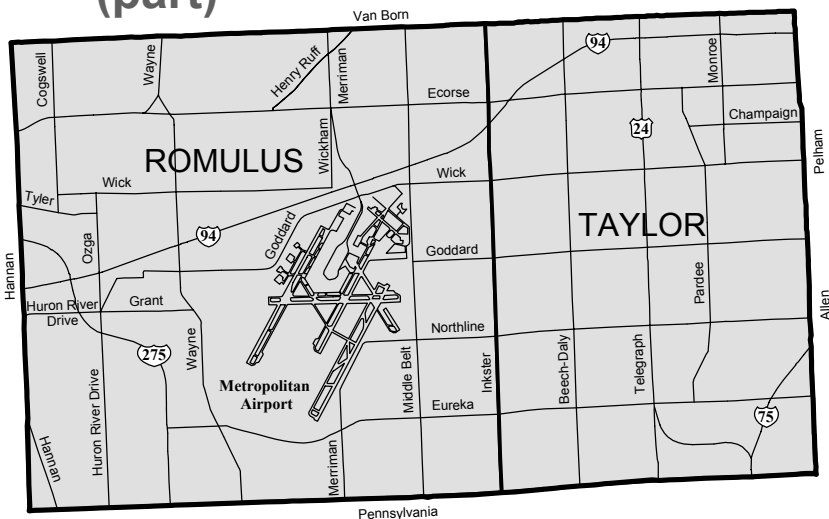 (part)
Van Born
94
Cogswell
Wayne
Henry Ruff
Merriman
Monroe
Ecorse
Champaign
24
ROMULUS
Wickham
Wick
Wick
Pelham
Tyler
TAYLOR
94
Goddard
Ozga
Goddard
Hannan
Pardee
Huron River
Drive
Grant
Allen
Northline
275
Wayne
Middle Belt
Inkster
Beech-Daly
Telegraph
Metropolitan
Airport
Eureka
75
Huron River Drive
Hannan
Merriman
Pennsylvania